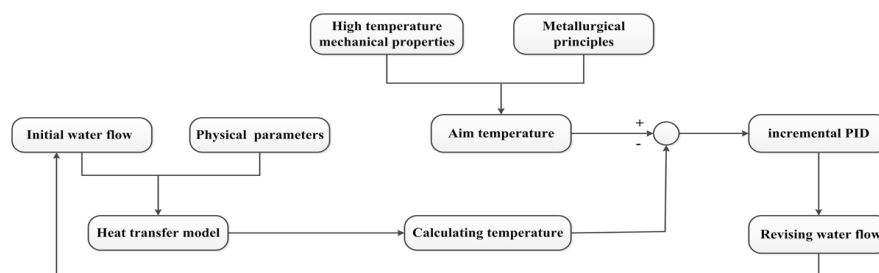 High temperature
mechanical properties
Metallurgical
principles
Initial water flow
Physical parameters
Aim temperature
+
-
incremental PID
Heat transfer model
Calculating temperature
Revising water flow